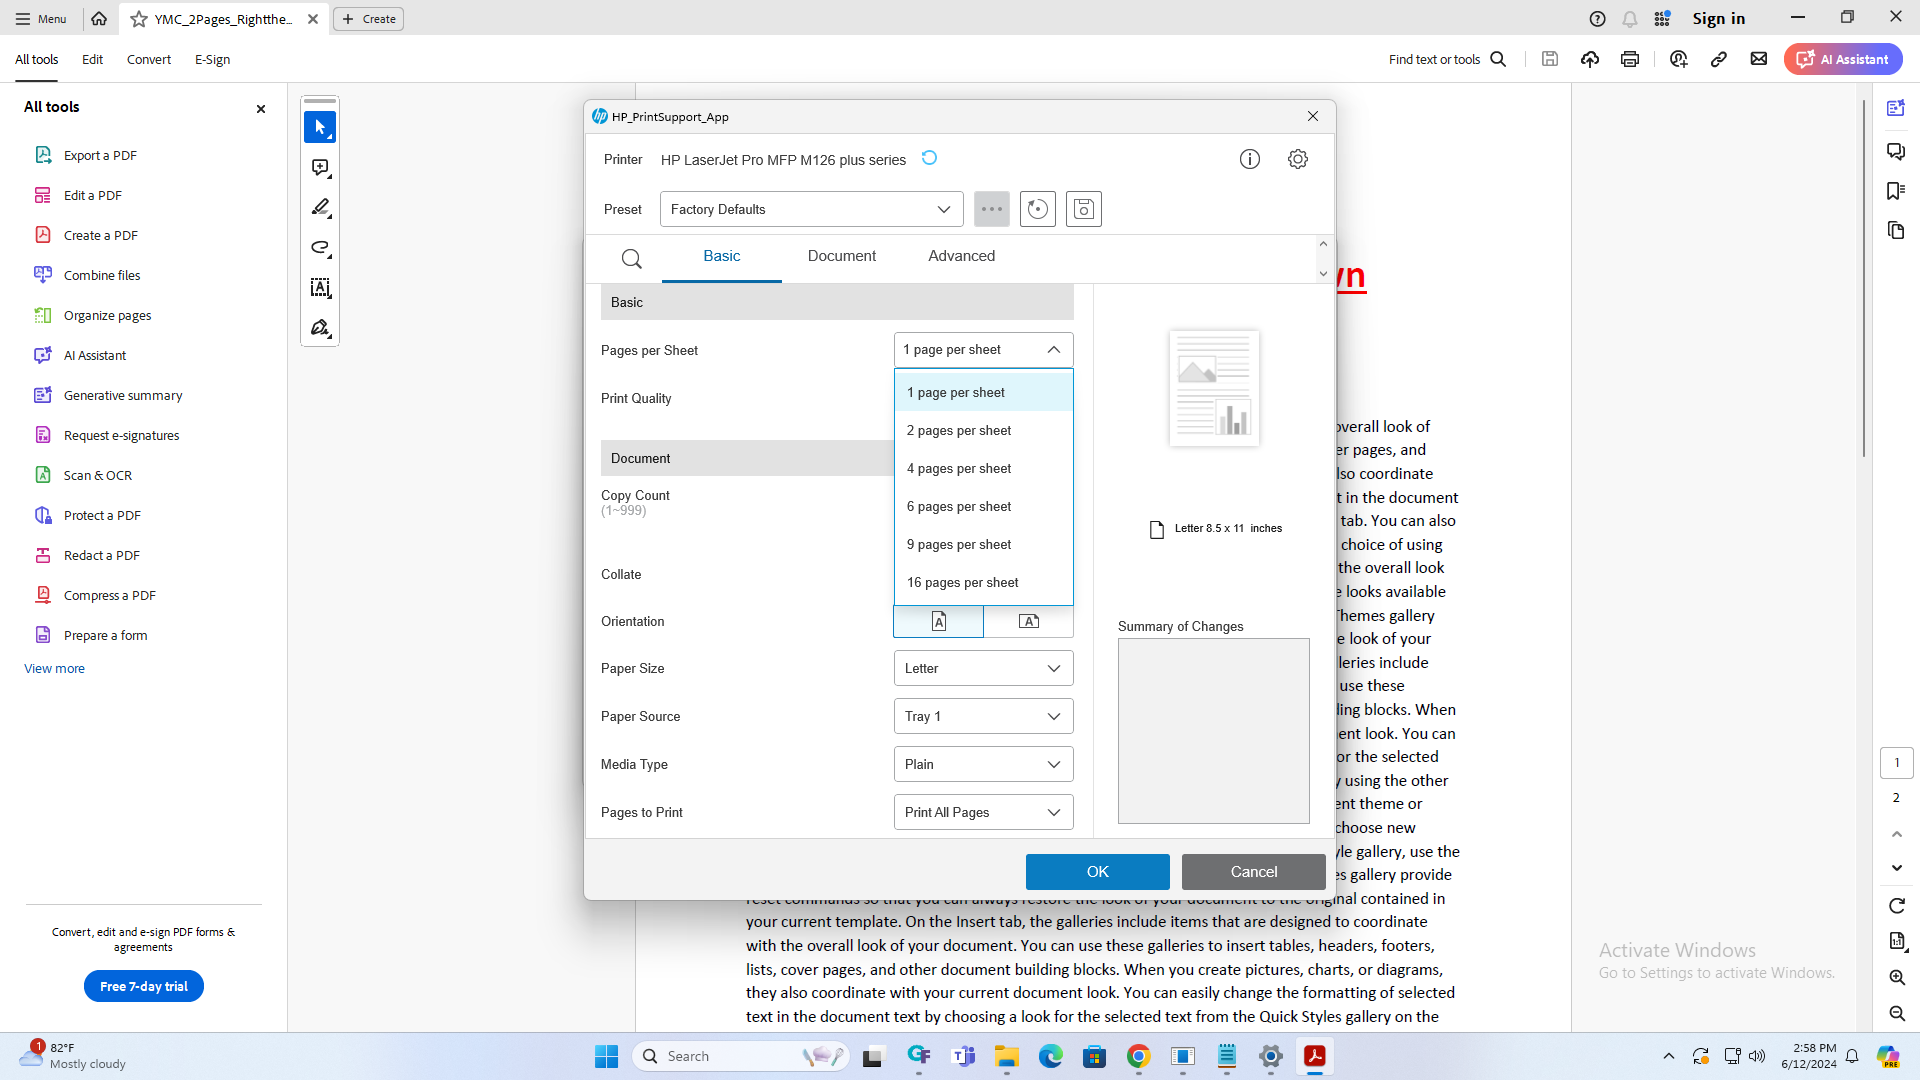 Menu
YMC_2Pages_Rightthe...
Create
Sign in
All tools
Edit
Convert
E-Sign
Find text or tools
AI Assistant
All tools
Export a PDF
Edit a PDF
Create a PDF
Combine files
Organize pages
AI Assistant
Generative summary
Request e-signatures
Scan & OCR
Protect a PDF
Redact a PDF
Compress a PDF
Prepare a form
View more
Convert, edit and e-sign PDF forms &
agreements
Free 7-day trial
HP_PrintSupport_App
Printer
HP LaserJet Pro MFP M126 plus series
Preset
Factory Defaults
Basic
Document
Advanced
Basic
Pages per Sheet
1 page per sheet
1 page per sheet
2 pages per sheet
4 pages per sheet
6 pages per sheet
9 pages per sheet
16 pages per sheet
Print Quality
Document
Copy Count
(1~999)
Collate
Orientation
Paper Size
Letter
Paper Source
Tray 1
Media Type
Plain
Pages to Print
Print All Pages
Letter 8.5 x 11 inches
Summary of Changes
OK
Cancel
overall look of
er pages, and
lso coordinate
t in the document
tab. You can also
choice of using
the overall look
e looks available
Themes gallery
e look of your
leries include
use these
ding blocks. When
ent look. You can
or the selected
y using the other
ent theme or
choose new
yle gallery, use the
es gallery provide
reset commands so that you can always restore the look of your document to the original contained in
your current template. On the Insert tab, the galleries include items that are designed to coordinate
with the overall look of your document. You can use these galleries to insert tables, headers, footers,
lists, cover pages, and other document building blocks. When you create pictures, charts, or diagrams,
they also coordinate with your current document look. You can easily change the formatting of selected
text in the document text by choosing a look for the selected text from the Quick Styles gallery on the
1
2
Activate Windows
Go to Settings to activate Windows.
1
82°F
Mostly cloudy
Search
2:58 PM
6/12/2024
PRE